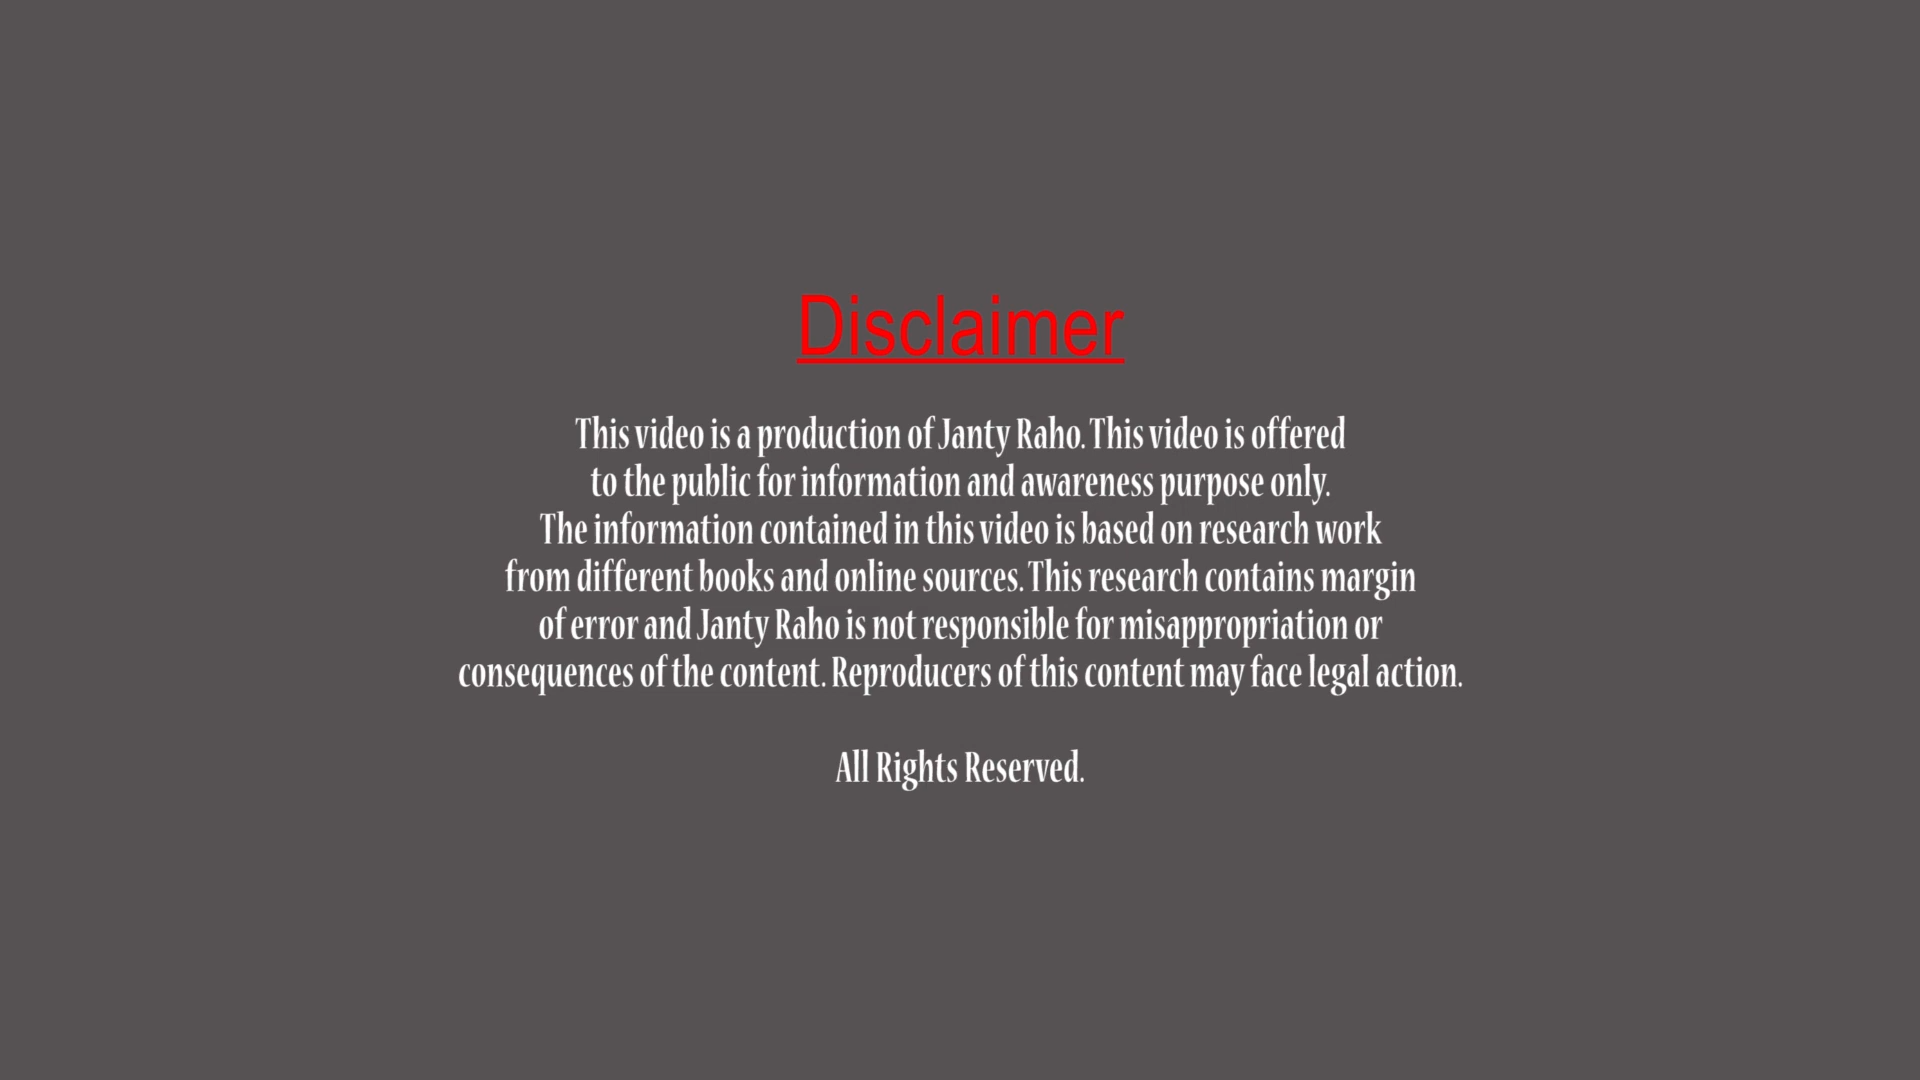 Disclaimer
This video is a production of Janty Raho. This video is offered
to the public for information and awareness purpose only.
The information contained in this video is based on research work
from different books and online sources. This research contains margin
of error and Janty Raho is not responsible for misappropriation or
consequences of the content. Reproducers of this content may face legal action.
All Rights Reserved.